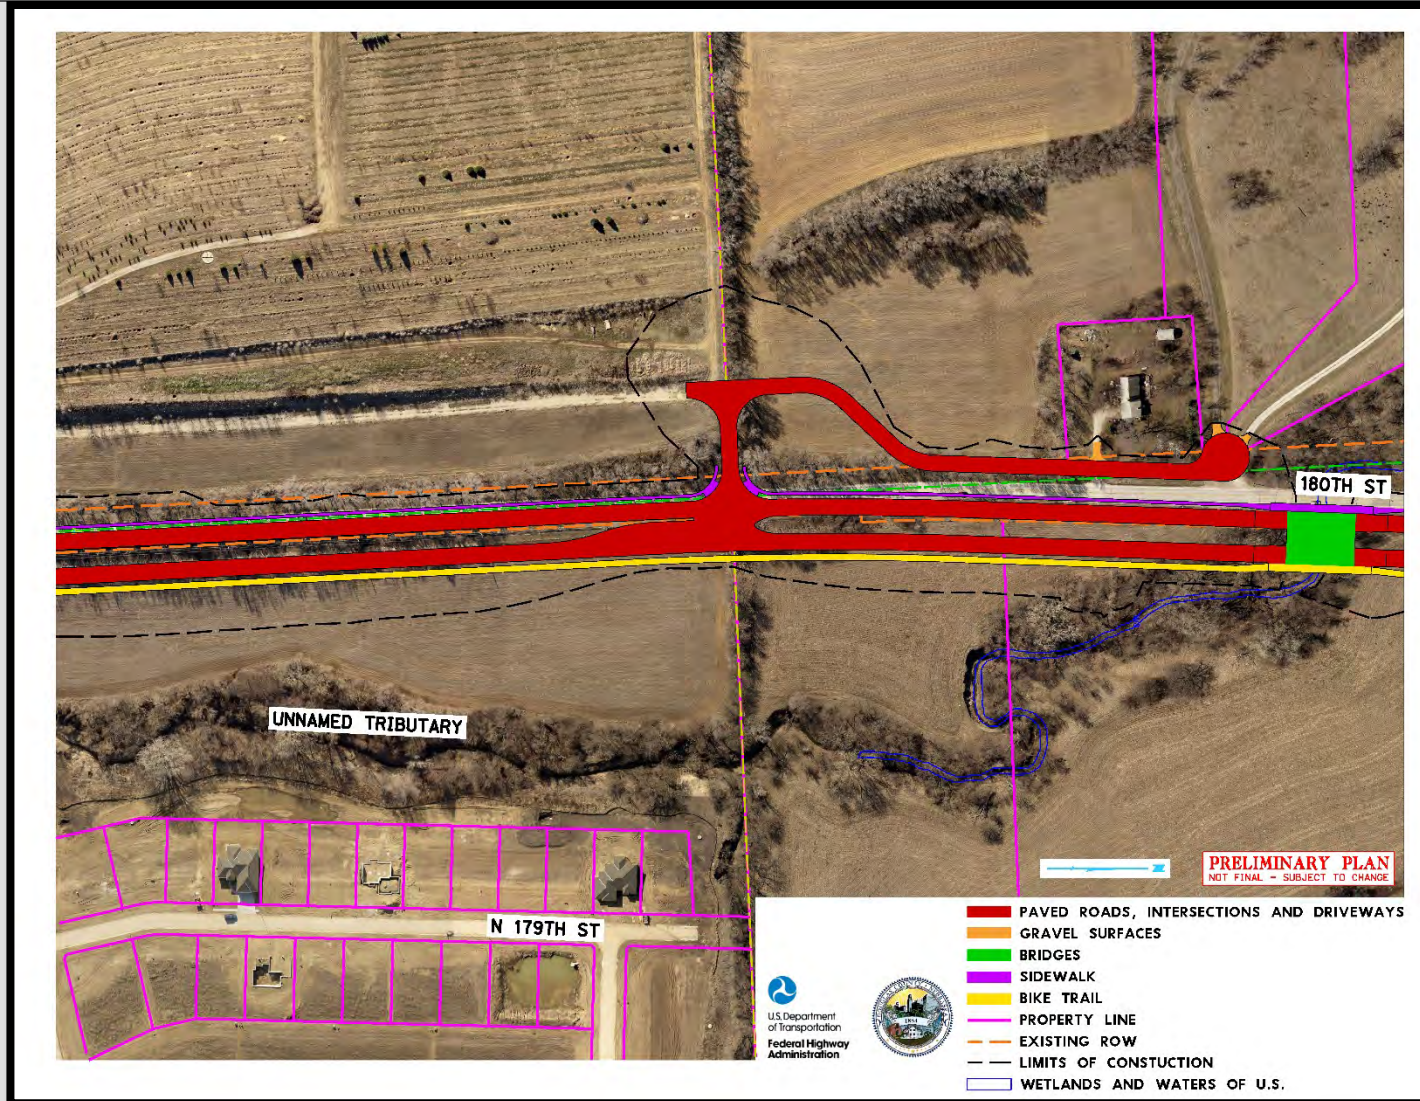 180TH ST
UNNAMED TRIBUTARY
N 179TH ST
PRELIMINARY PLAN
NOT FINAL - SUBJECT TO CHANGE
PAVED ROADS, INTERSECTIONS AND DRIVEWAYS
GRAVEL SURFACES
BRIDGES
SIDEWALK
BIKE TRAIL
PROPERTY LINE
EXISTING ROW
LIMITS OF CONSTUCTION
WETLANDS AND WATERS OF U.S.
U.S. Department
of Transportation
Federal Highway
Administration